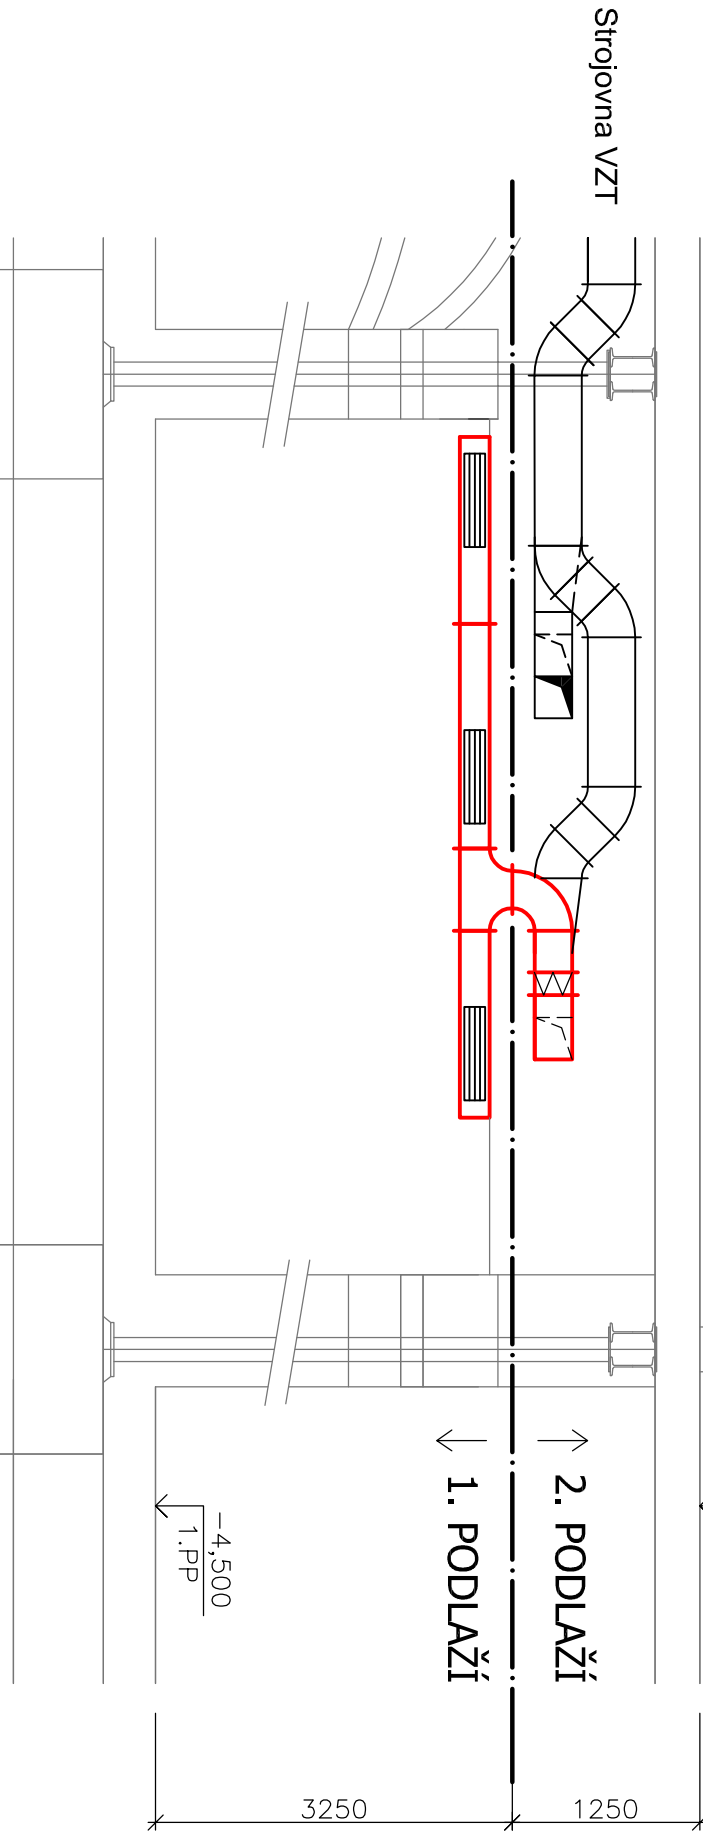 Strojovna VZT
2. PODLAŽÍ
1. PODLAŽÍ
-4,500
1.PP
3250
1250